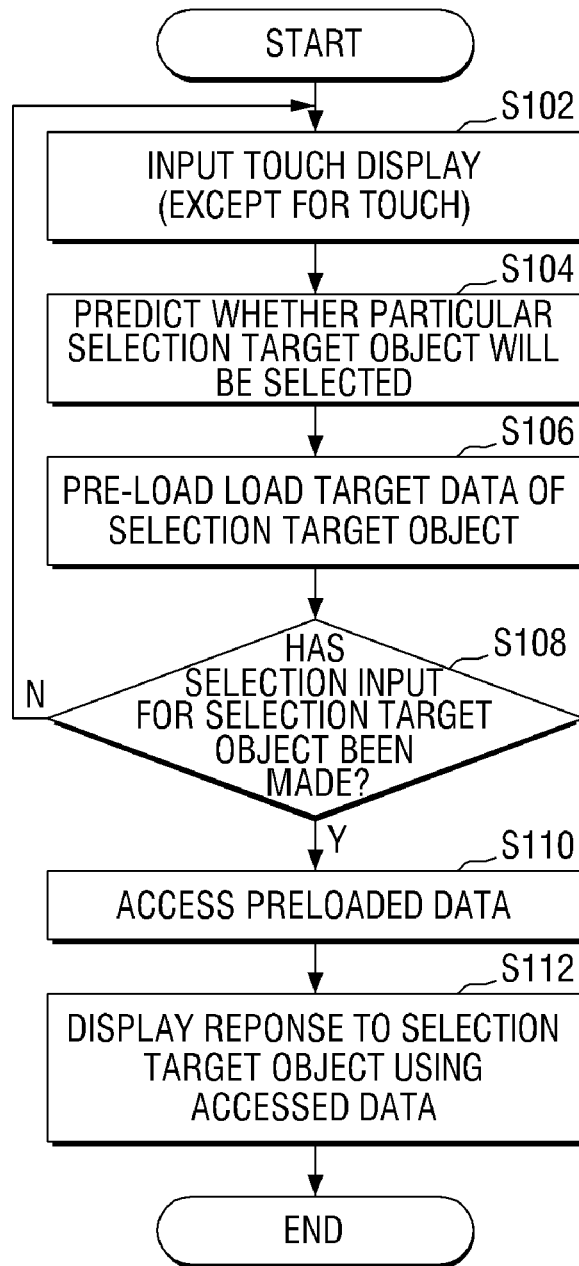 START
S102
INPUT TOUCH DISPLAY
(EXCEPT FOR TOUCH)
S104
PREDICT WHETHER PARTICULAR
SELECTION TARGET OBJECT WILL
BE SELECTED
S106
PRE-LOAD LOAD TARGET DATA OF
SELECTION TARGET OBJECT
S108
HAS
SELECTION INPUT
FOR SELECTION TARGET
OBJECT BEEN
MADE?
N
Y
S110
ACCESS PRELOADED DATA
S112
DISPLAY REPONSE TO SELECTION
TARGET OBJECT USING
ACCESSED DATA
END